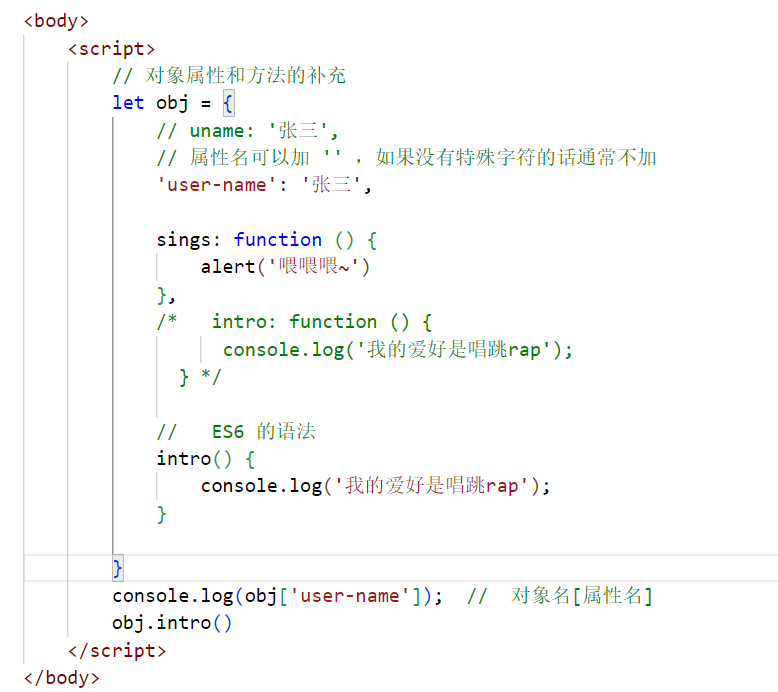 <body>
    <script>
        // 对象属性和方法的补充
        let obj = {
            // uname: '张三',
            // 属性名可以加 '' ，如果没有特殊字符的话通常不加
            'user-name': '张三',

            sings: function () {
                alert('喂喂喂~')
            },
            /*   intro: function () {
                  console.log('我的爱好是唱跳rap');
              } */

            //   ES6 的语法
            intro() {
                console.log('我的爱好是唱跳rap');
            }

        }
        console.log(obj['user-name']);  //  对象名[属性名]
        obj.intro()
    </script>
</body>